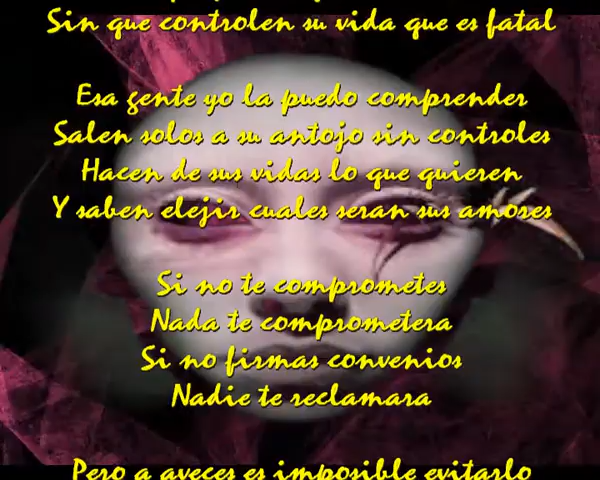 Sin que controlen su vida que es fatal
Esa gente yo la puedo comprender
Salen solos a su antojo sin controles
Hacen de sus vidas lo que quieren
Y saben elejir cuales seran sus amores
Si no te comprometes
Nada te comprometera
Si no firmas convenios
Nadie te reclamara
Pero a aveces es imposible evitarlo